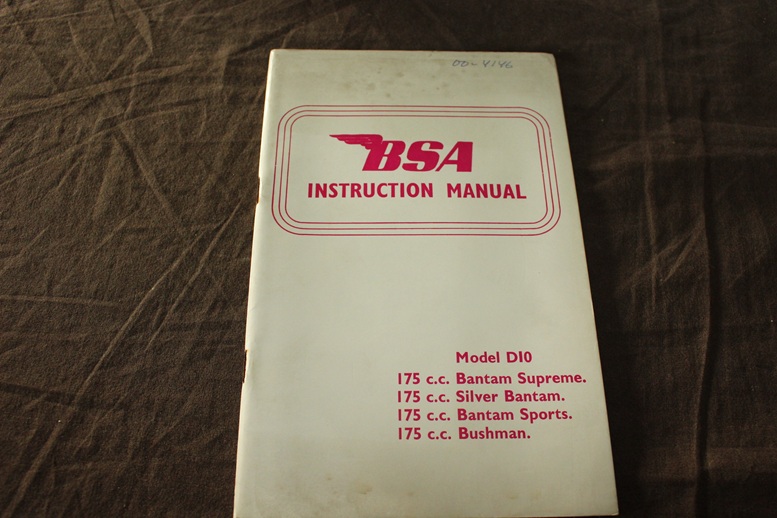 00-4146
BSA
INSTRUCTION MANUAL
Model D10
175 c.c. Bantam Supreme.
175 c.c. Silver Bantam.
175 c.c. Bantam Sports.
175 c.c. Bushman.